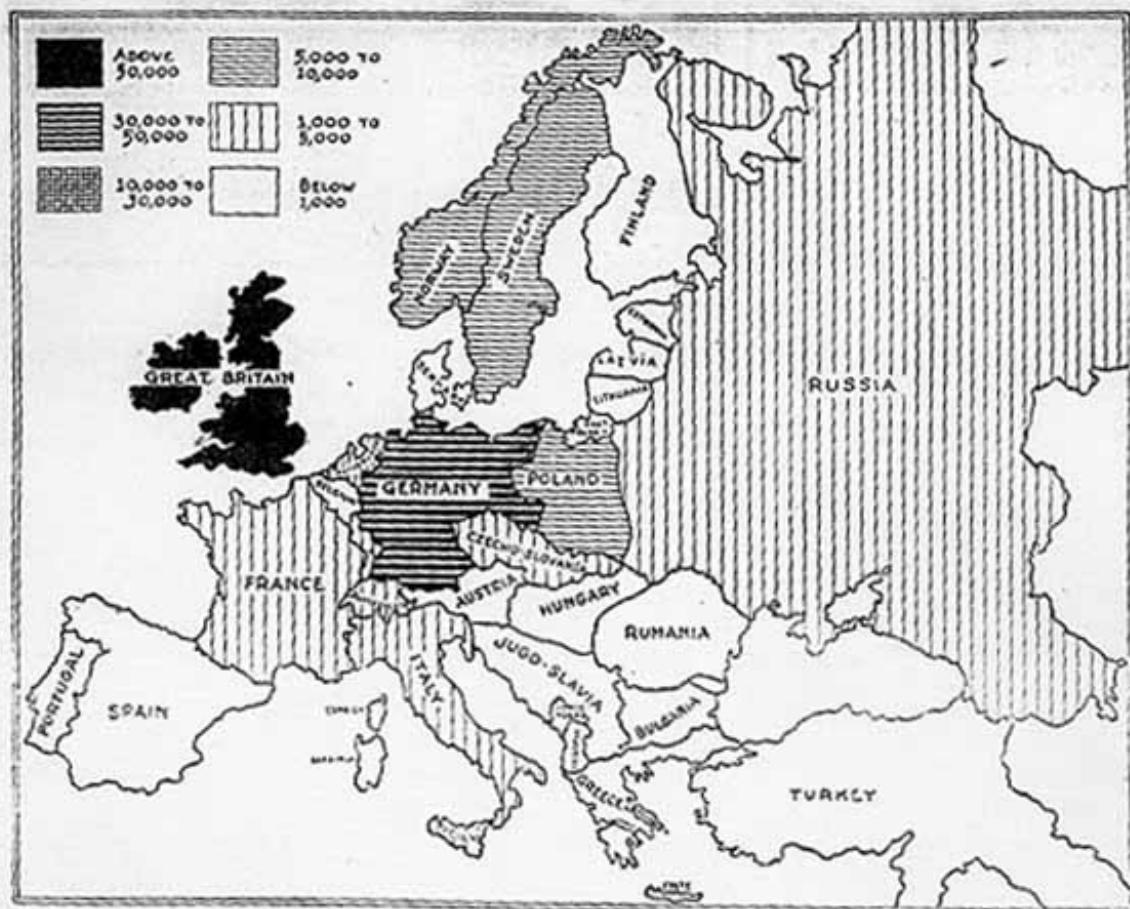 Above
50,000
30,000 to
50,000
10,000 to
30,000
5,000 to
10,000
1,000 to
5,000
Below
1,000
NORWAY
SWEDEN
FINLAND
LATVIA
LITHUANIA
GREAT BRITAIN
RUSSIA
GERMANY
POLAND
BELGIUM
CZECHO-SLOVAKIA
FRANCE
AUSTRIA
HUNGARY
RUMANIA
ITALY
JUGO-SLAVIA
PORTUGAL
SPAIN
BULGARIA
GREECE
TURKEY
CRETE